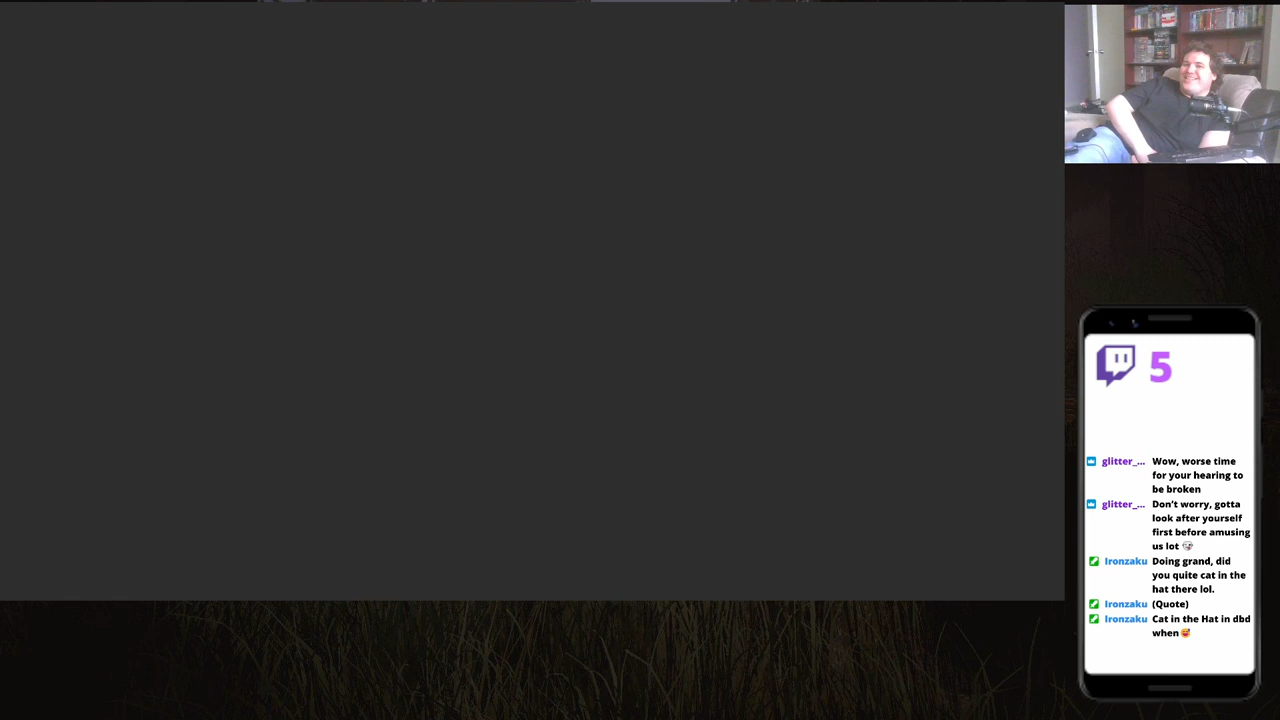 5
glitter_... Wow, worse time
for your hearing to
be broken
glitter_... Don't worry, gotta
look after yourself
first before amusing
us lot
Ironzaku Doing grand, did
you quite cat in the
hat there lol.
Ironzaku (Quote)
Ironzaku Cat in the Hat in dbd
when